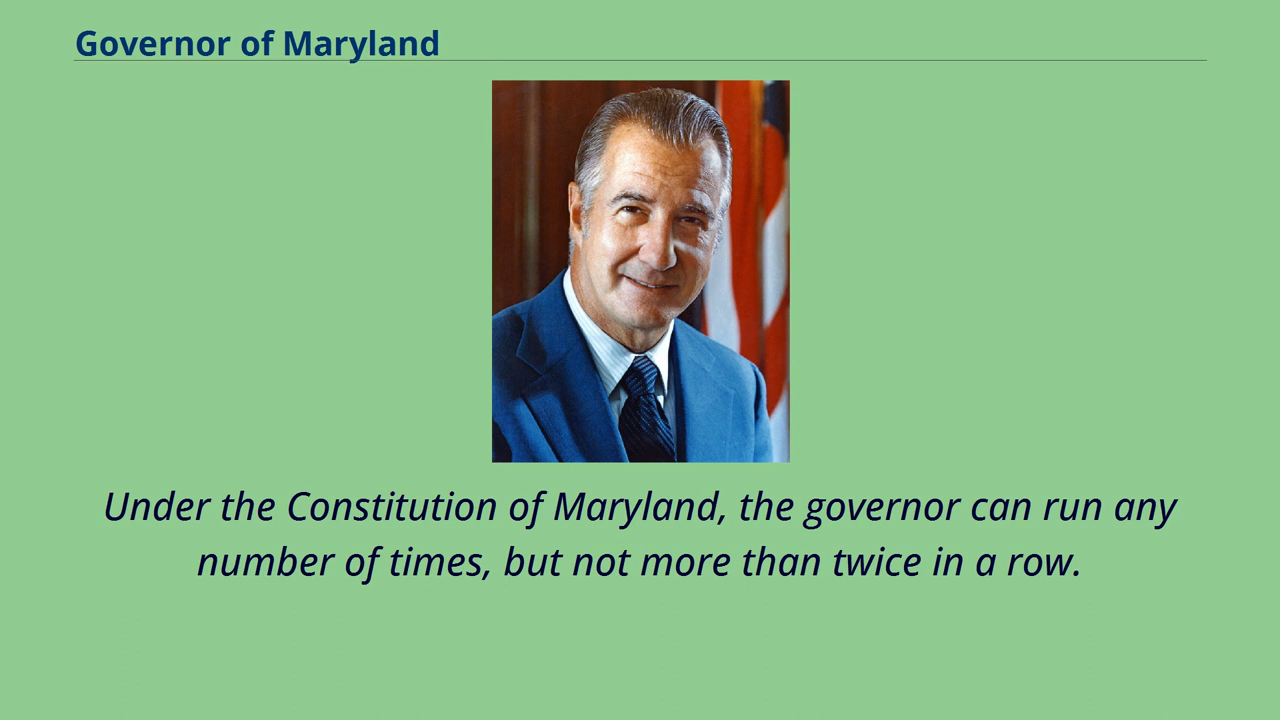 Governor of Maryland
Under the Constitution of Maryland, the governor can run any
number of times, but not more than twice in a row.